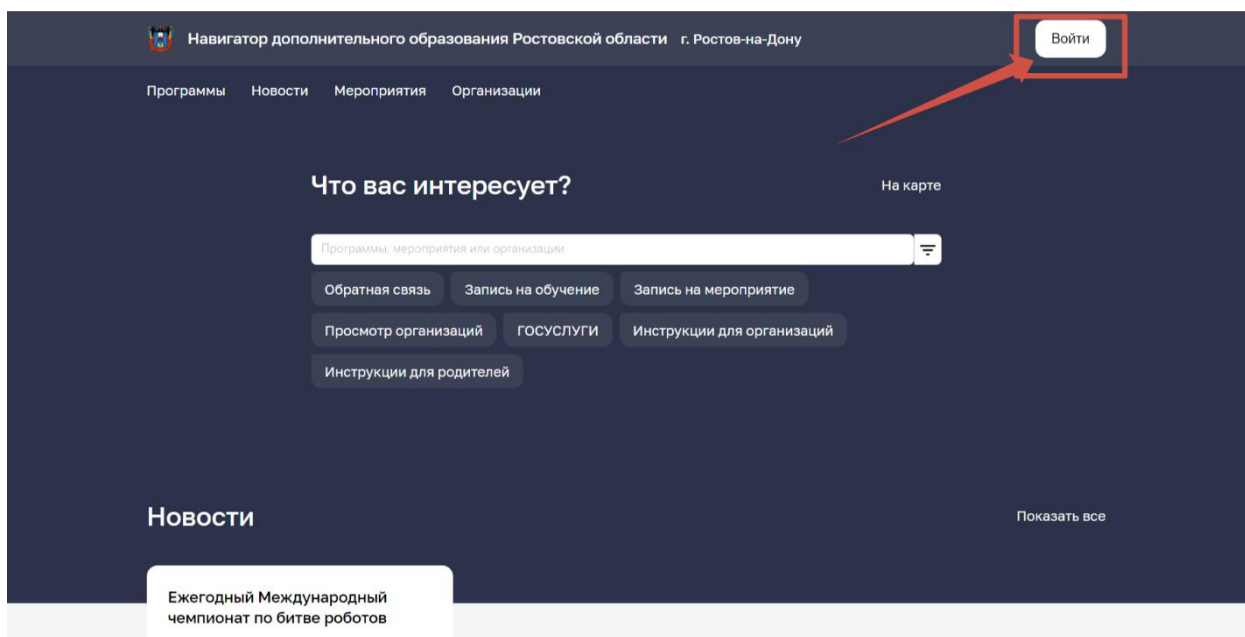 Навигатор дополнительного образования Ростовской области г. Ростов-на-Дону Войти
Программы Новости Мероприятия Организации
Что вас интересует? На карте
Программы, мероприятия или организации
Обратная связь Запись на обучение Запись на мероприятие
Просмотр организаций ГОСУСЛУГИ Инструкции для организаций
Инструкции для родителей
Новости Показать все
Ежегодный Международный
чемпионат по битве роботов